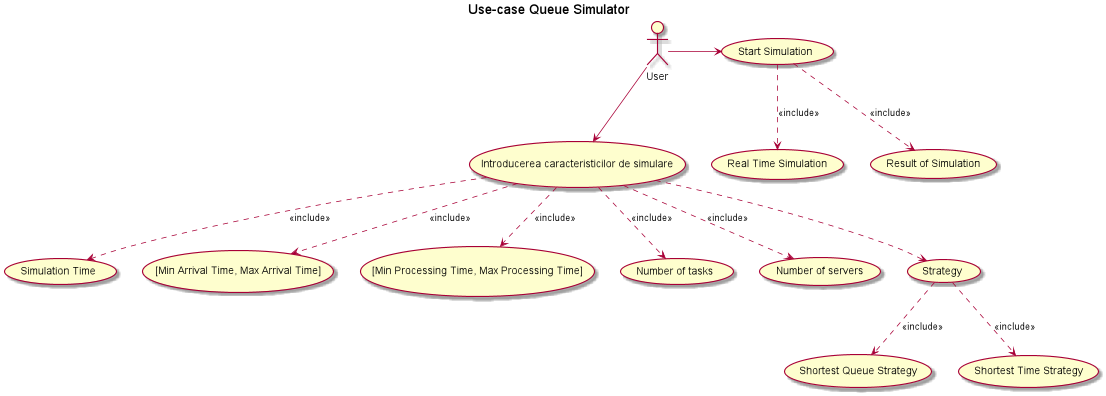 Use-case Queue Simulator
User
Start Simulation
«include»
«include»
Introducerea caracteristicilor de simulare
Real Time Simulation
Result of Simulation
«include»
«include»
«include»
«include»
«include»
Simulation Time
[Min Arrival Time, Max Arrival Time]
[Min Processing Time, Max Processing Time]
Number of tasks
Number of servers
Strategy
«include»
«include»
Shortest Queue Strategy
Shortest Time Strategy